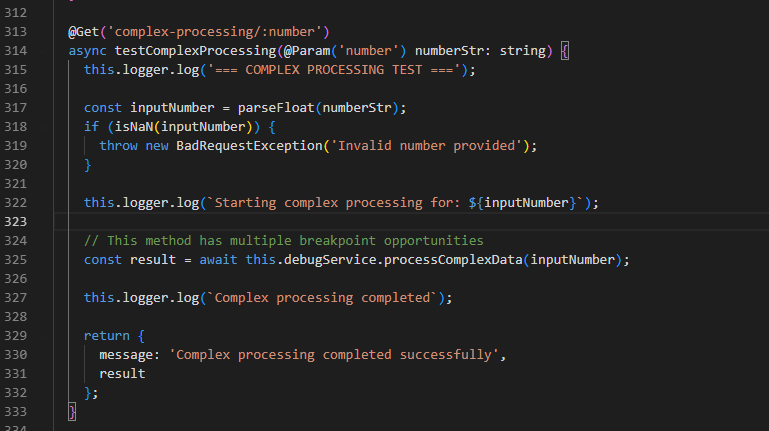 312
313 @Get('complex-processing/:number')
314 async testComplexProcessing(@Param('number') numberStr: string) {
315   this.logger.log('=== COMPLEX PROCESSING TEST ===');
316
317   const inputNumber = parseFloat(numberStr);
318   if (isNaN(inputNumber)) {
319     throw new BadRequestException('Invalid number provided');
320   }
321
322   this.logger.log(`Starting complex processing for: ${inputNumber}`);
323
324   // This method has multiple breakpoint opportunities
325   const result = await this.debugService.processComplexData(inputNumber);
326
327   this.logger.log(`Complex processing completed`);
328
329   return {
330     message: 'Complex processing completed successfully',
331     result
332   };
333 }
334